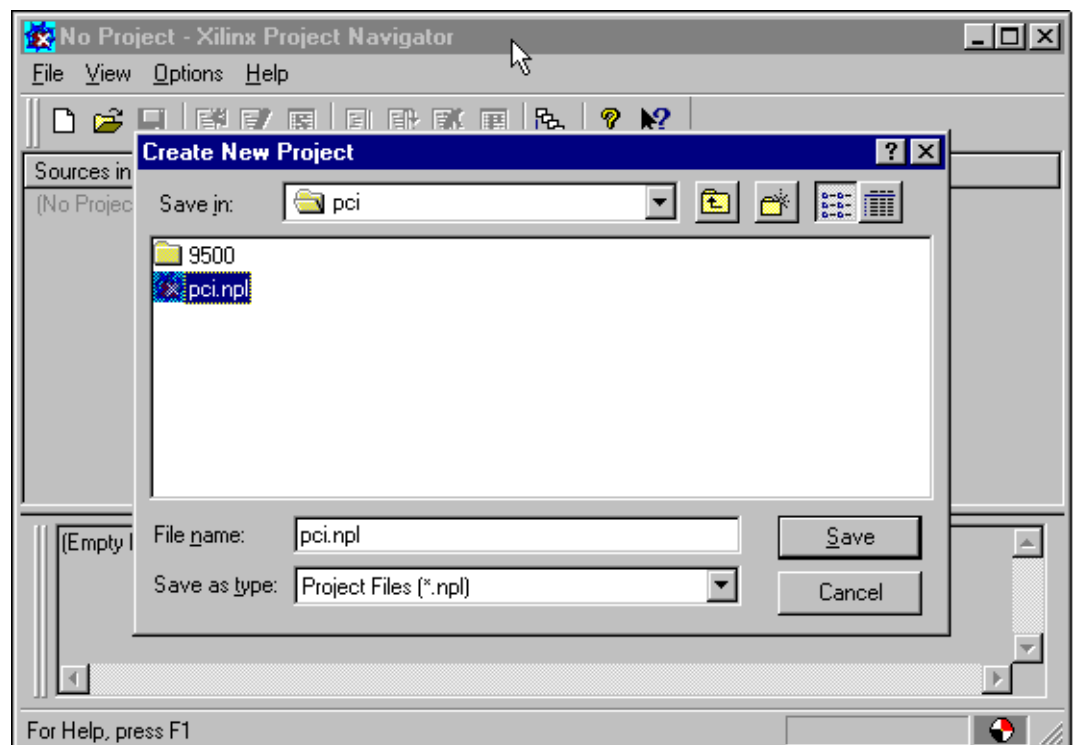 No Project - Xilinx Project Navigator
File View Options Help
Create New Project
Sources in
(No Projec
Save in: pci
9500
pci.npl
File name: pci.npl
Save
Save as type: Project Files (*.npl)
Cancel
(Empty
For Help, press F1